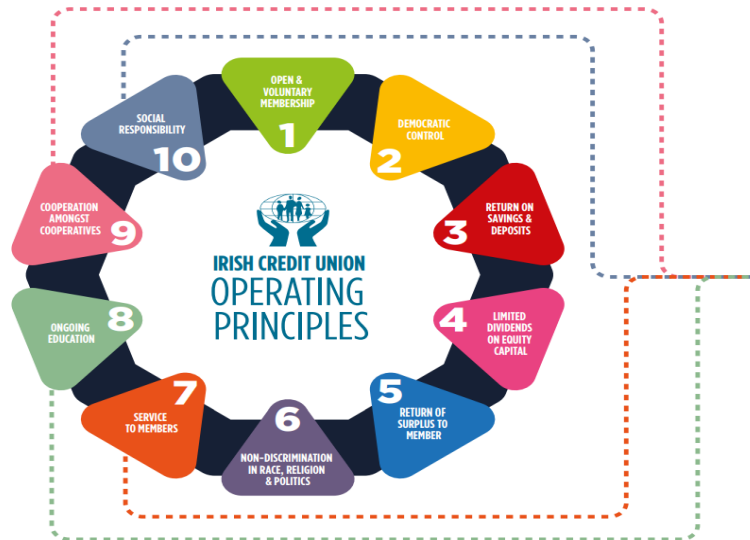 OPEN &
VOLUNTARY
MEMBERSHIP
1
DEMOCRATIC
CONTROL
2
RETURN ON
SAVINGS &
DEPOSITS
3
LIMITED
DIVIDENDS
ON EQUITY
CAPITAL
4
RETURN OF
SURPLUS TO
MEMBER
5
NON-DISCRIMINATION
IN RACE, RELIGION
& POLITICS
6
SERVICE
TO MEMBERS
7
ONGOING
EDUCATION
8
COOPERATION
AMONGST
COOPERATIVES
9
SOCIAL
RESPONSIBILITY
10
IRISH CREDIT UNION
OPERATING
PRINCIPLES